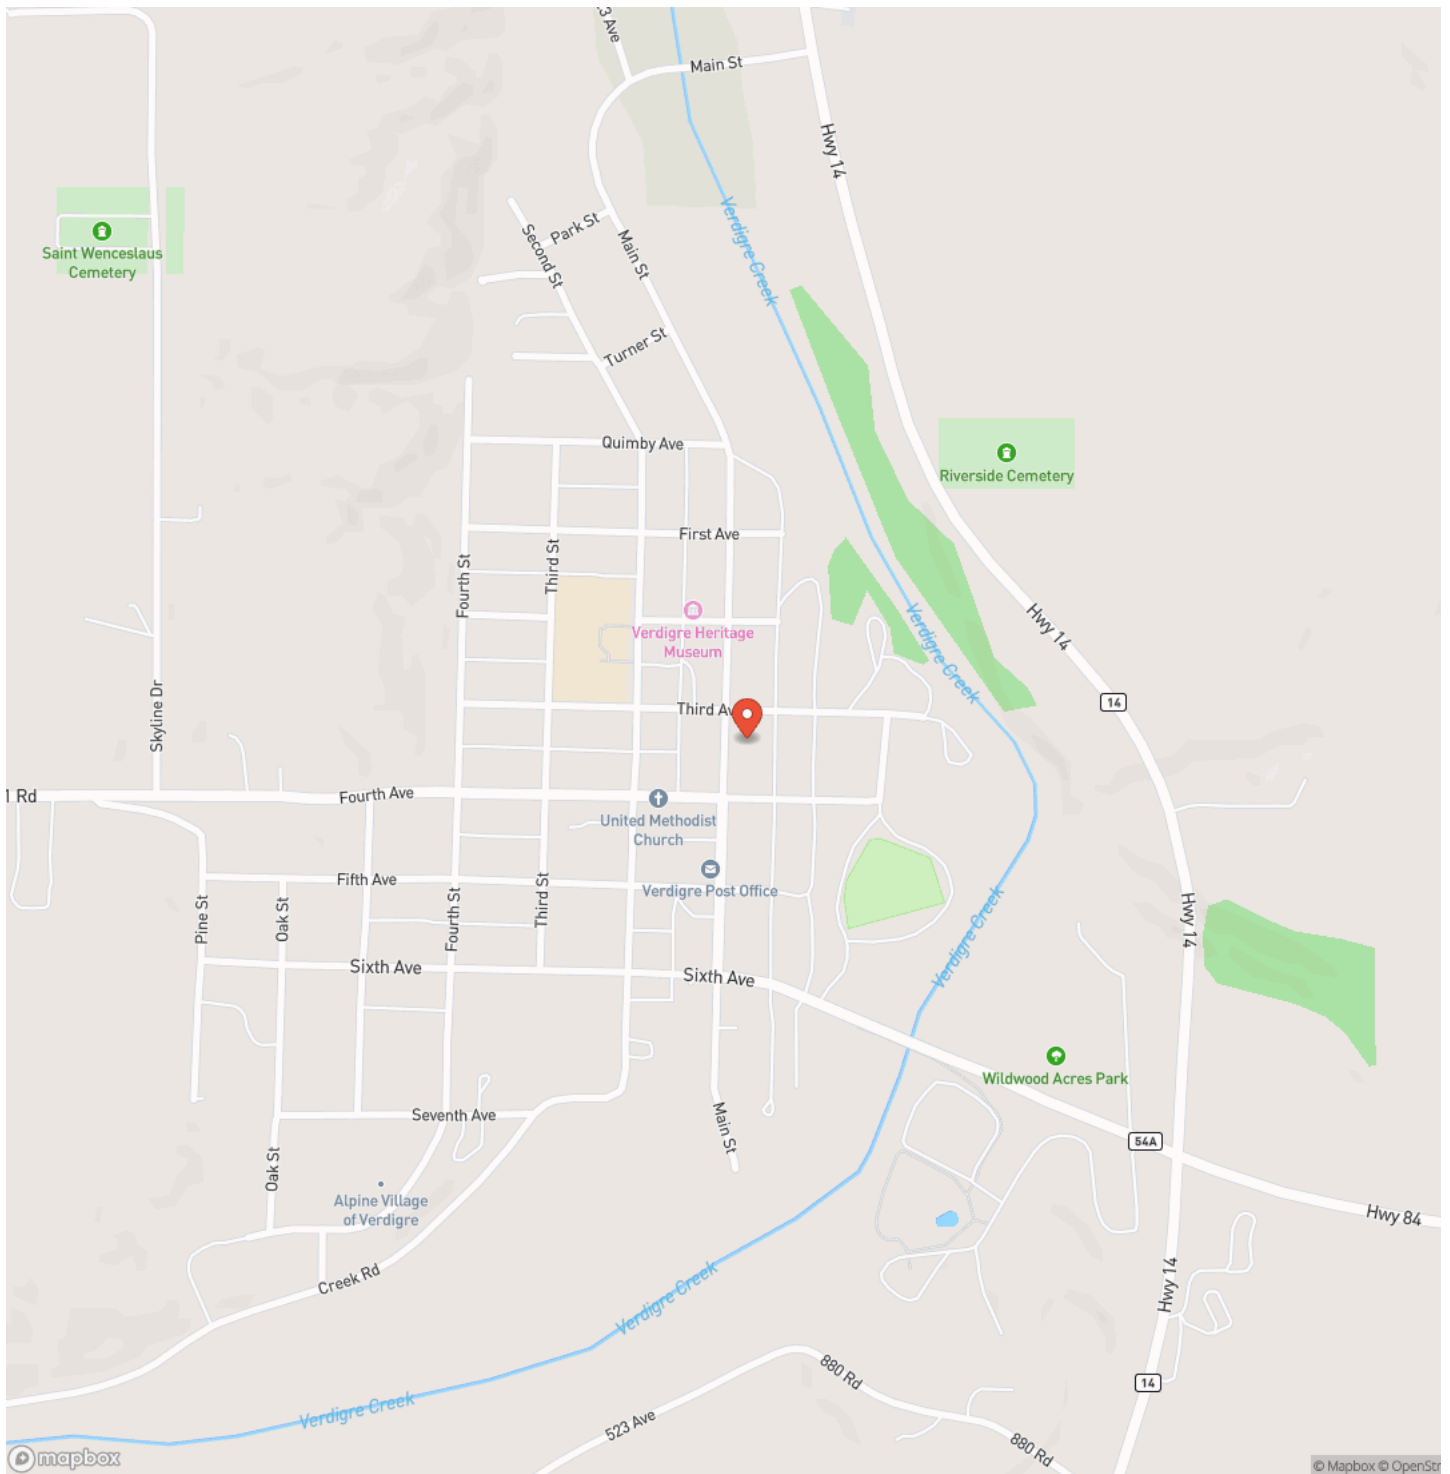 3 Ave
Main St
Hwy 14
Verdigre Creek
Saint Wenceslaus
Cemetery
Park St
Second St
Main St
Turner St
Quimby Ave
Riverside Cemetery
First Ave
Third St
Fourth St
Verdigre Heritage
Museum
Verdigre Creek
Hwy 14
14
Skyline Dr
Third Av
1 Rd
Fourth Ave
United Methodist
Church
Fifth Ave
Verdigre Post Office
Pine St
Oak St
Fourth St
Third St
Hwy 14
Verdigre Creek
Sixth Ave
Sixth Ave
Wildwood Acres Park
Seventh Ave
Main St
54A
Oak St
Alpine Village
of Verdigre
Hwy 84
Creek Rd
Verdigre Creek
Hwy 14
880 Rd
14
Verdigre Creek
523 Ave
880 Rd
mapbox
© Mapbox © OpenStr